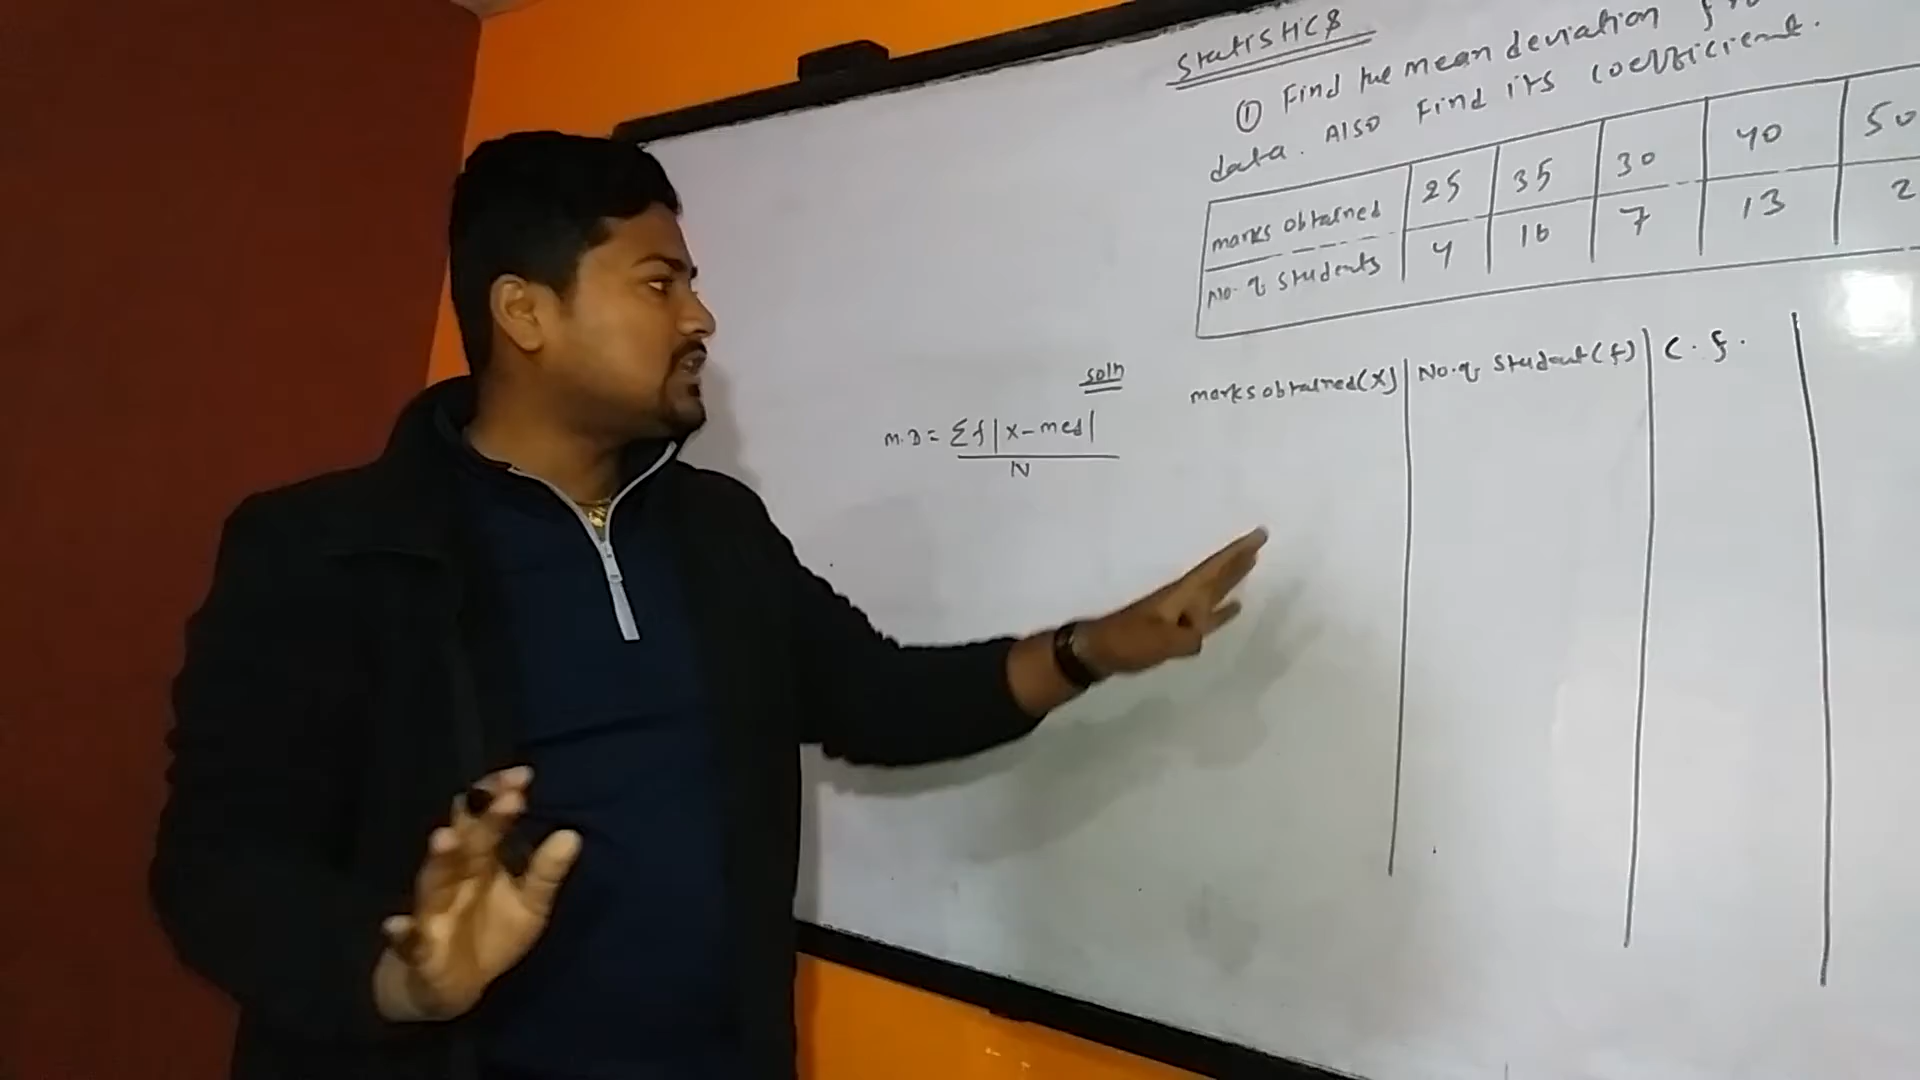 Statistics
① Find the mean deviation
data. Also Find its coefficient.
marks obtained 25 35 30 40 50
No. of students 4 16 7 13 2
soln
marks obtained(X) No. of Student(f) C.f.
M.D = Σf|X-med|
N